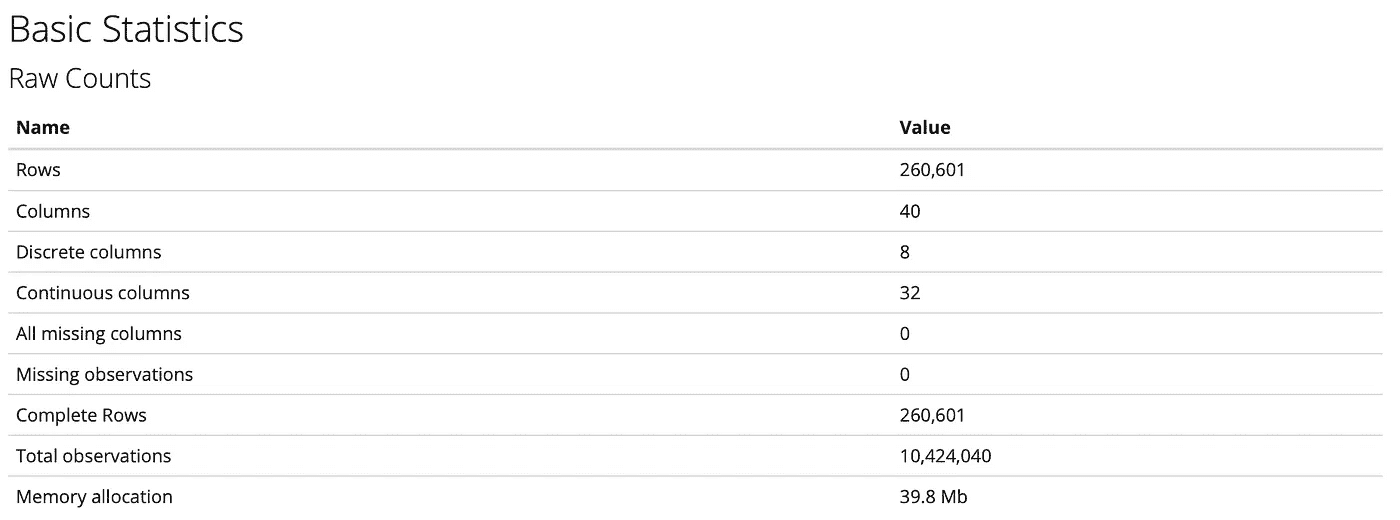 Basic Statistics
Raw Counts
Name Value
Rows 260,601
Columns 40
Discrete columns 8
Continuous columns 32
All missing columns 0
Missing observations 0
Complete Rows 260,601
Total observations 10,424,040
Memory allocation 39.8 Mb